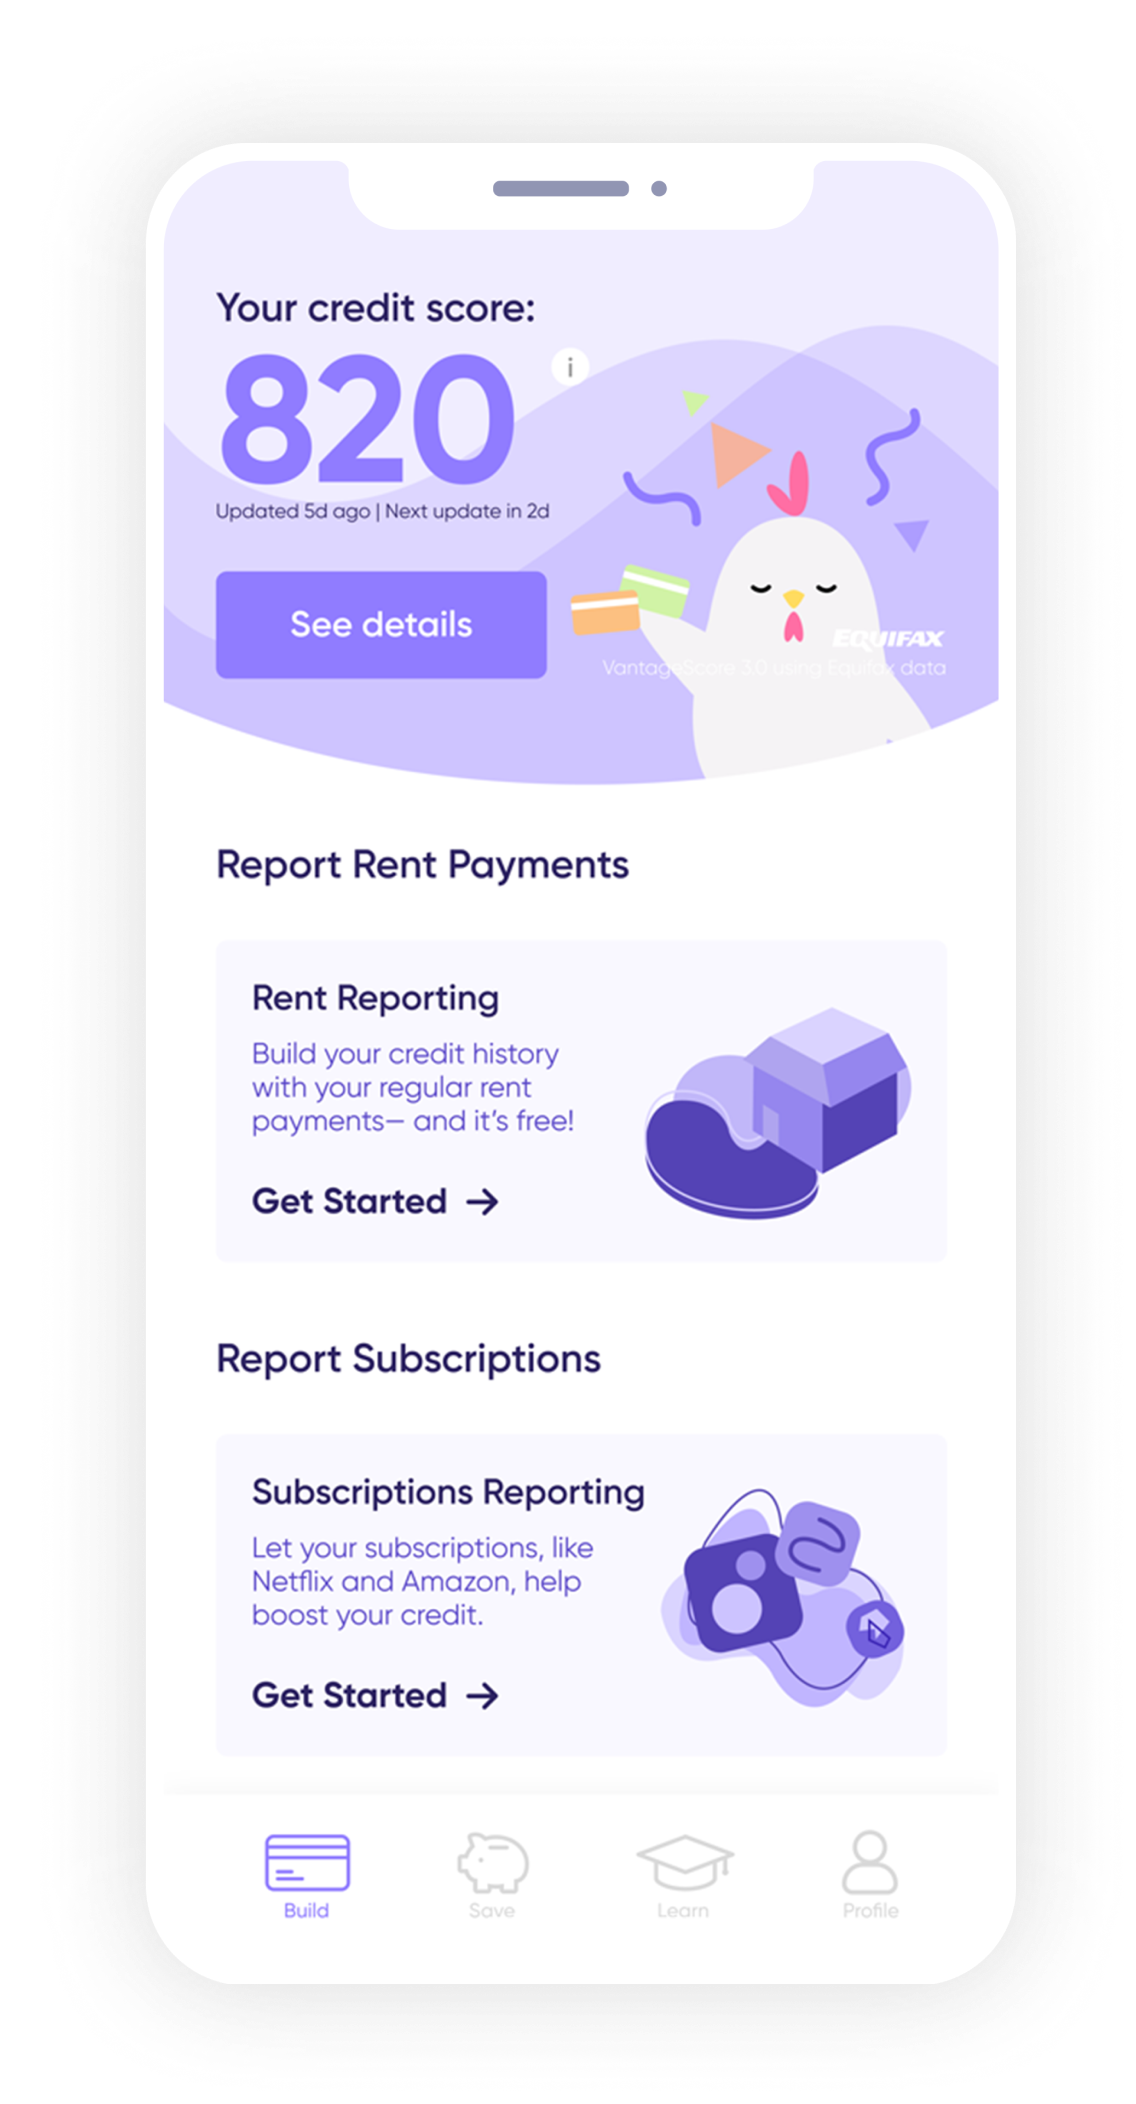 Your credit score:
820
i
Updated 5d ago | Next update in 2d
See details
EQUIFAX
VantageScore 3.0 using Equifax data
Report Rent Payments
Rent Reporting
Build your credit history
with your regular rent
payments— and it's free!
Get Started →
Report Subscriptions
Subscriptions Reporting
Let your subscriptions, like
Netflix and Amazon, help
boost your credit.
Get Started →
Build
Save
Learn
Profile